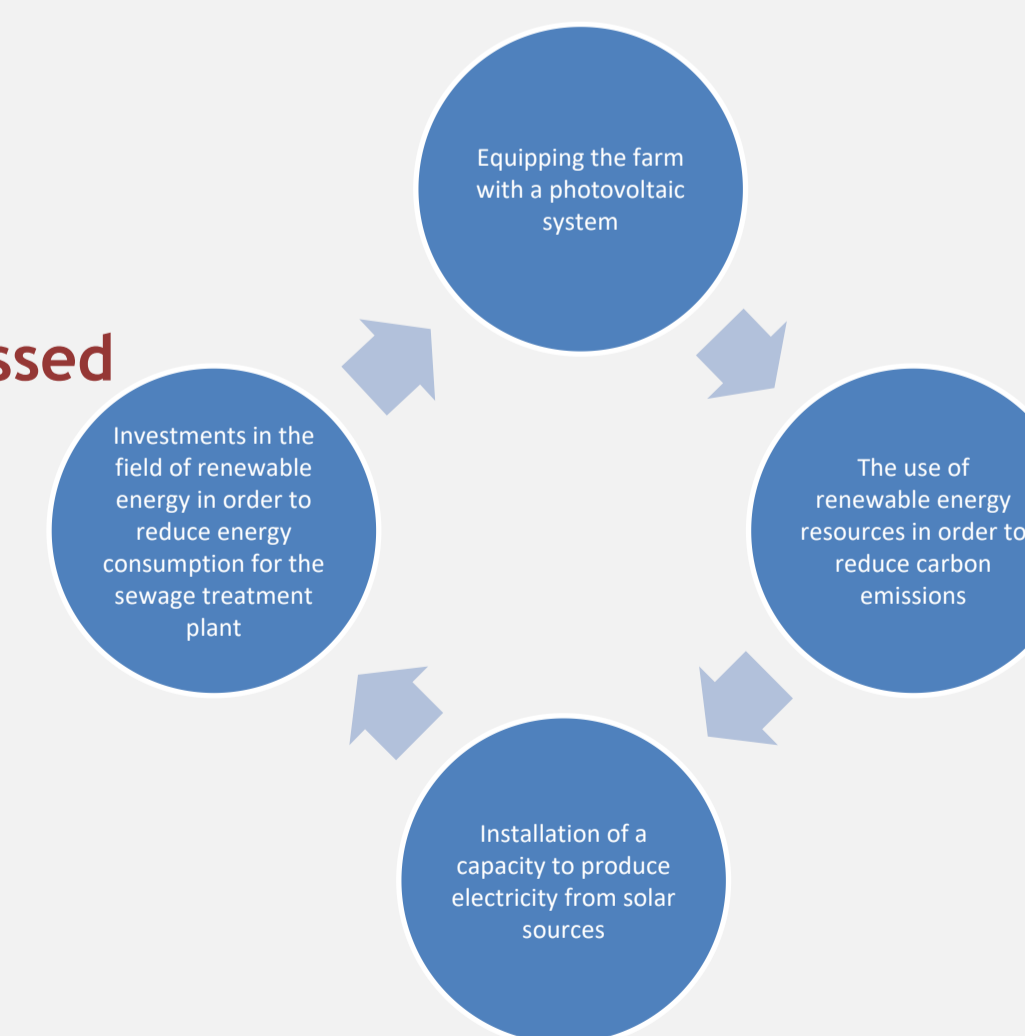 Equipping the farm
with a photovoltaic
system
ssed
Investments in the
field of renewable
energy in order to
reduce energy
consumption for the
sewage treatment
plant
The use of
renewable energy
resources in order to
reduce carbon
emissions
Installation of a
capacity to produce
electricity from solar
sources